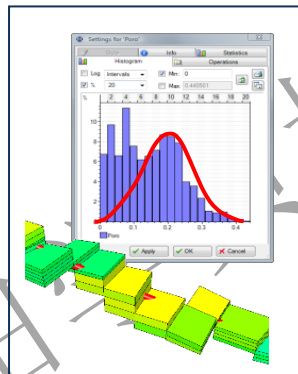 Settings for 'Poro'
Info
Statistics
Histogram
Operations
Log
Intervals
Min: 0
%
20
Max: 0.440501
%
2 4 6 8 10 12 14 16 18 20
10
8
6
4
2
0 0.1 0.2 0.3 0.4
Poro
Apply
OK
Cancel